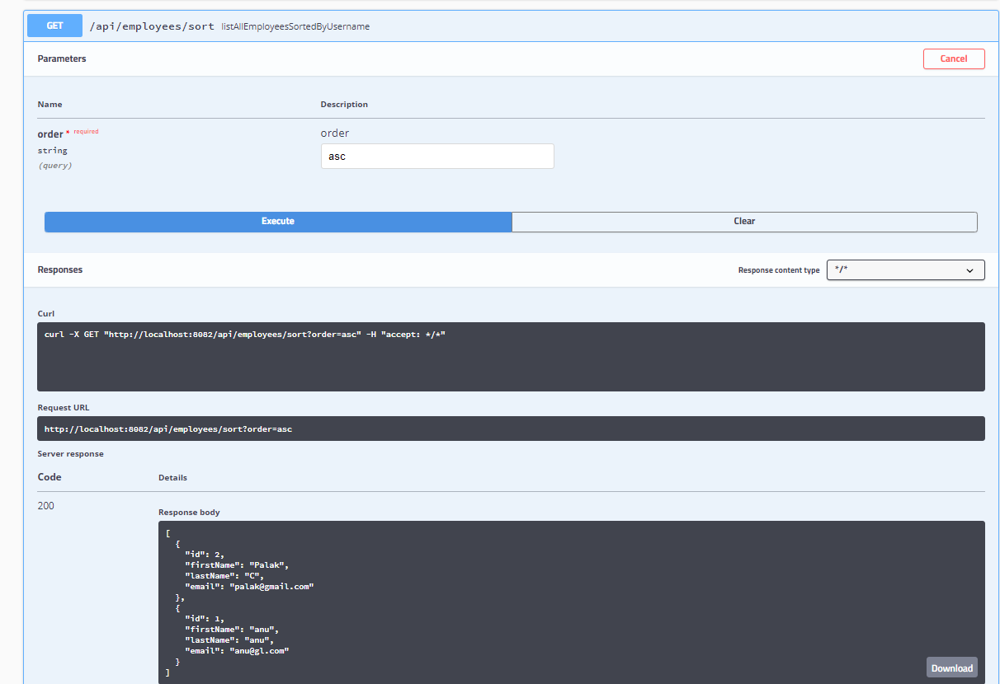 GET /api/employees/sort listAllEmployeesSortedByUsername
Parameters Cancel
Name Description
order * required order
string asc
(query)
Execute Clear
Responses Response content type */*
Curl
curl -X GET "http://localhost:8082/api/employees/sort?order=asc" -H "accept: */*"
Request URL
http://localhost:8082/api/employees/sort?order=asc
Server response
Code Details
200
Response body
[
  {
    "id": 2,
    "firstName": "Palak",
    "lastName": "C",
    "email": "palak@gmail.com"
  },
  {
    "id": 1,
    "firstName": "anu",
    "lastName": "anu",
    "email": "anu@gl.com"
  }
]
Download